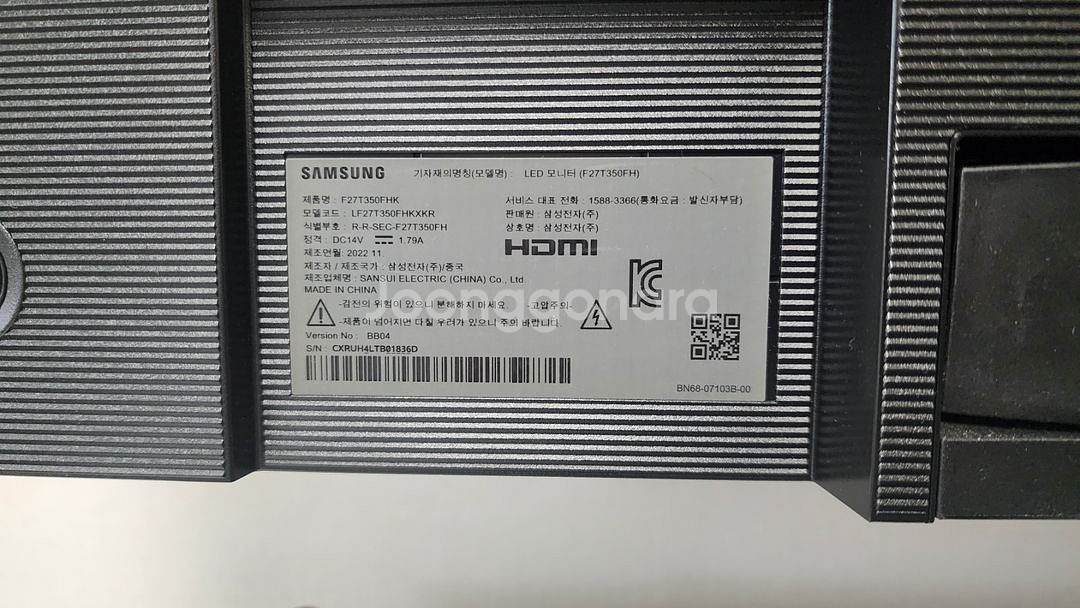 SAMSUNG 기자재의명칭(모델명) : LED 모니터 (F27T350FH)
제품명 : F27T350FHK
모델코드 : LF27T350FHKXKR
식별부호 : R-R-SEC-F27T350FH
정격 : DC14V 1.79A
제조연월: 2022.11.
제조자 / 제조국가 : 삼성전자(주)/중국
제조업체명 : SANSUI ELECTRIC (CHINA) Co., Ltd.
MADE IN CHINA
서비스 대표 전화 : 1588-3366(통화요금 : 발신자부담)
판매원 : 삼성전자(주)
상호명 : 삼성전자(주)
HDMI
-감전의 위험이 있으니 분해하지 마세요. -고압주의-
-제품이 넘어지면 다칠 우려가 있으니 주의 바랍니다.
Version No : BB04
S/N : CXRUH4LTB01836D
BN68-07103B-00
Joonggonara